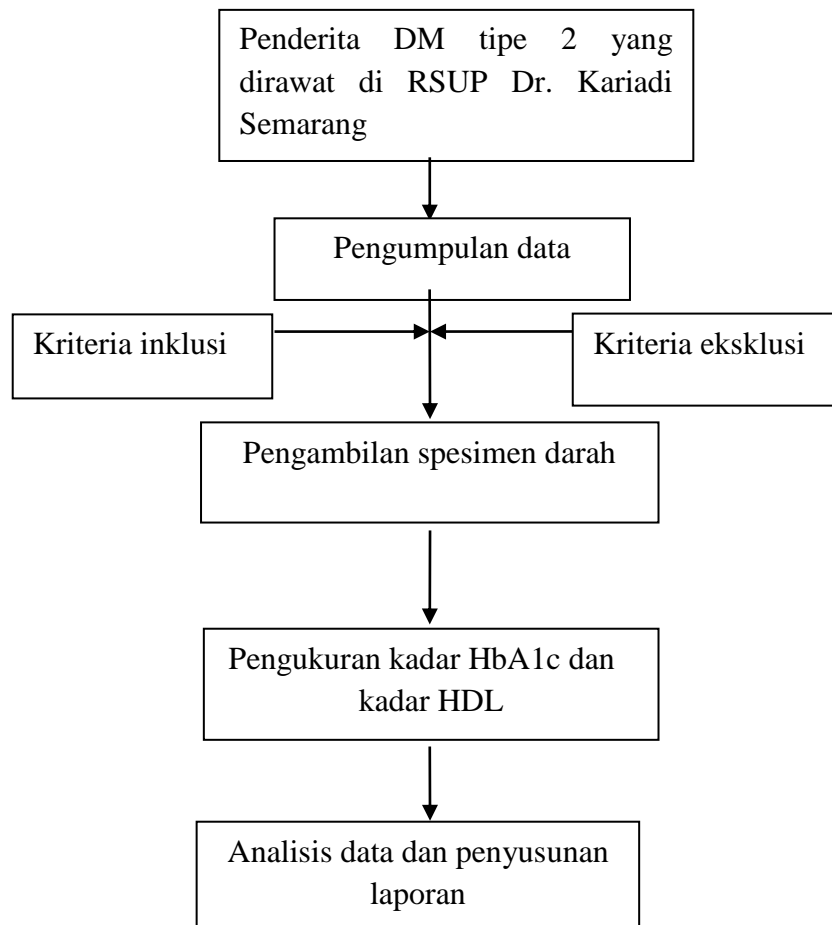 Penderita DM tipe 2 yang
dirawat di RSUP Dr. Kariadi
Semarang
Pengumpulan data
Kriteria inklusi
Kriteria eksklusi
Pengambilan spesimen darah
Pengukuran kadar HbA1c dan
kadar HDL
Analisis data dan penyusunan
laporan